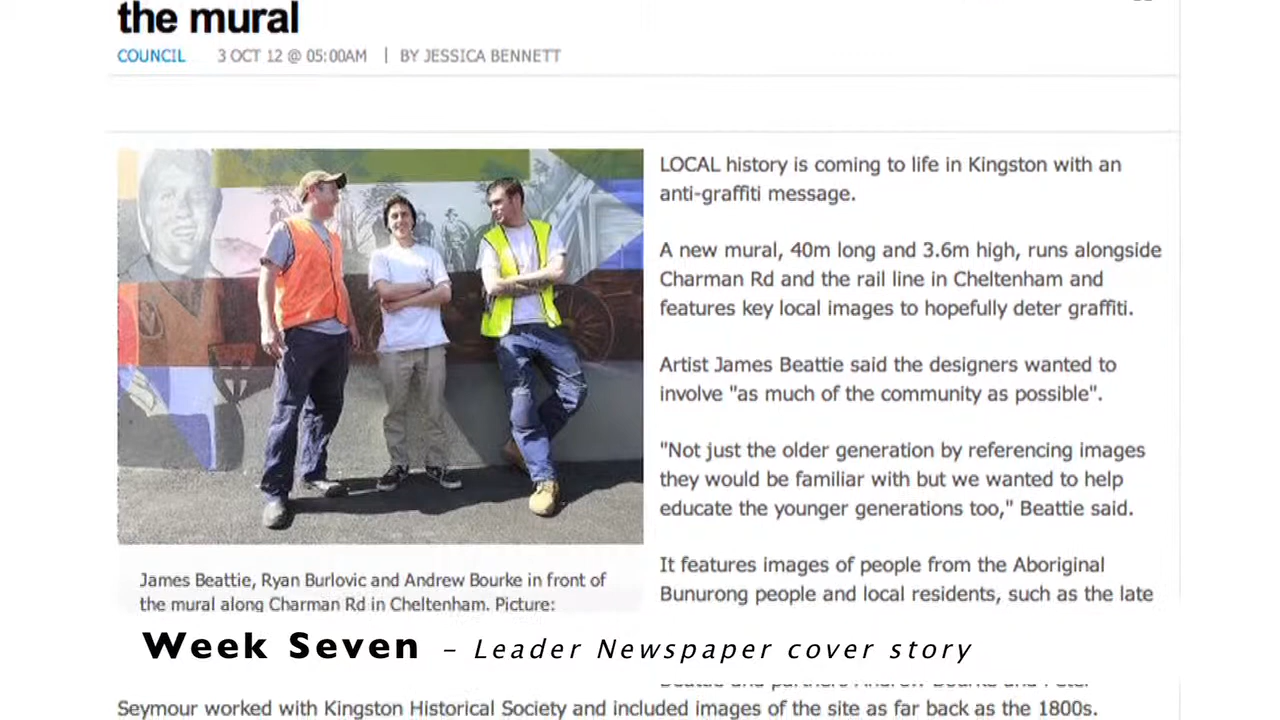 the mural
COUNCIL 3 OCT 12 @ 05:00AM | BY JESSICA BENNETT
LOCAL history is coming to life in Kingston with an
anti-graffiti message.
A new mural, 40m long and 3.6m high, runs alongside
Charman Rd and the rail line in Cheltenham and
features key local images to hopefully deter graffiti.
Artist James Beattie said the designers wanted to
involve "as much of the community as possible".
"Not just the older generation by referencing images
they would be familiar with but we wanted to help
educate the younger generations too," Beattie said.
It features images of people from the Aboriginal
Bunurong people and local residents, such as the late
James Beattie, Ryan Burlovic and Andrew Bourke in front of
the mural along Charman Rd in Cheltenham. Picture:
Week Seven – Leader Newspaper cover story
Beattie and partners Andrew Bourke and Peter
Seymour worked with Kingston Historical Society and included images of the site as far back as the 1800s.